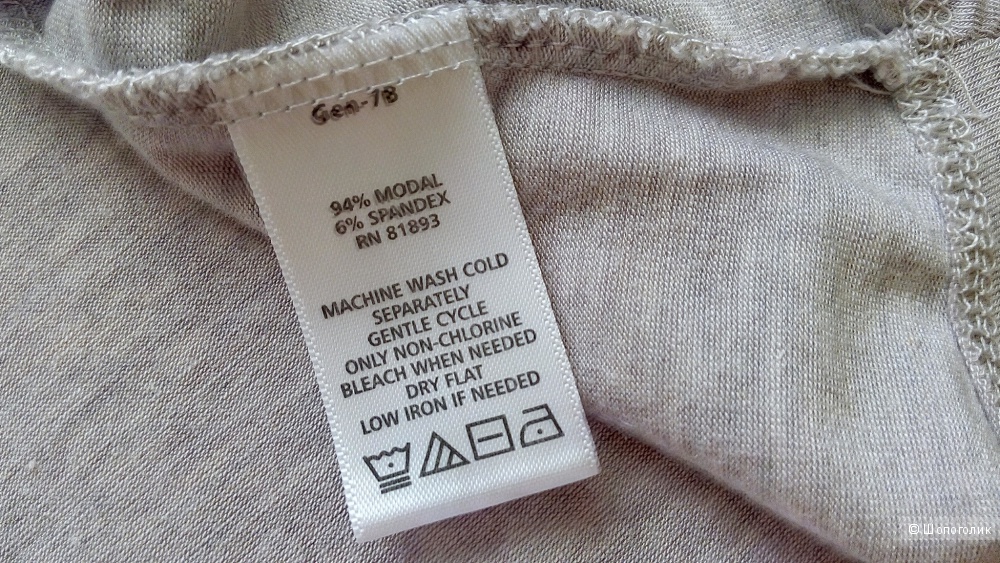 Gen-78
94% MODAL
6% SPANDEX
RN 81893
MACHINE WASH COLD
SEPARATELY
GENTLE CYCLE
ONLY NON-CHLORINE
BLEACH WHEN NEEDED
DRY FLAT
LOW IRON IF NEEDED
© Шопоголик